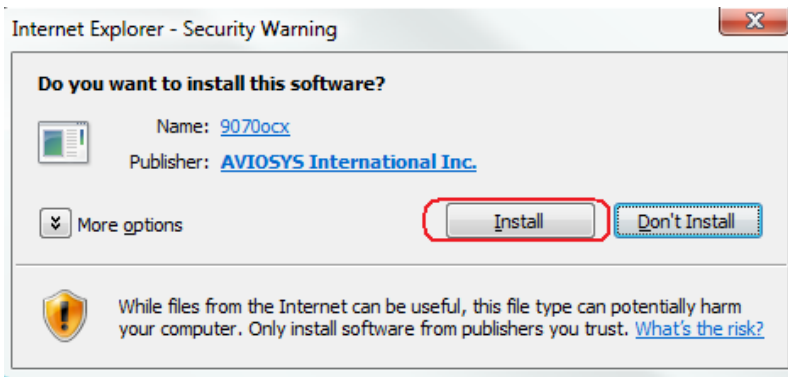 Internet Explorer - Security Warning
Do you want to install this software?
Name: 9070ocx
Publisher: AVIOSYS International Inc.
More options
Install
Don't Install
While files from the Internet can be useful, this file type can potentially harm
your computer. Only install software from publishers you trust. What's the risk?